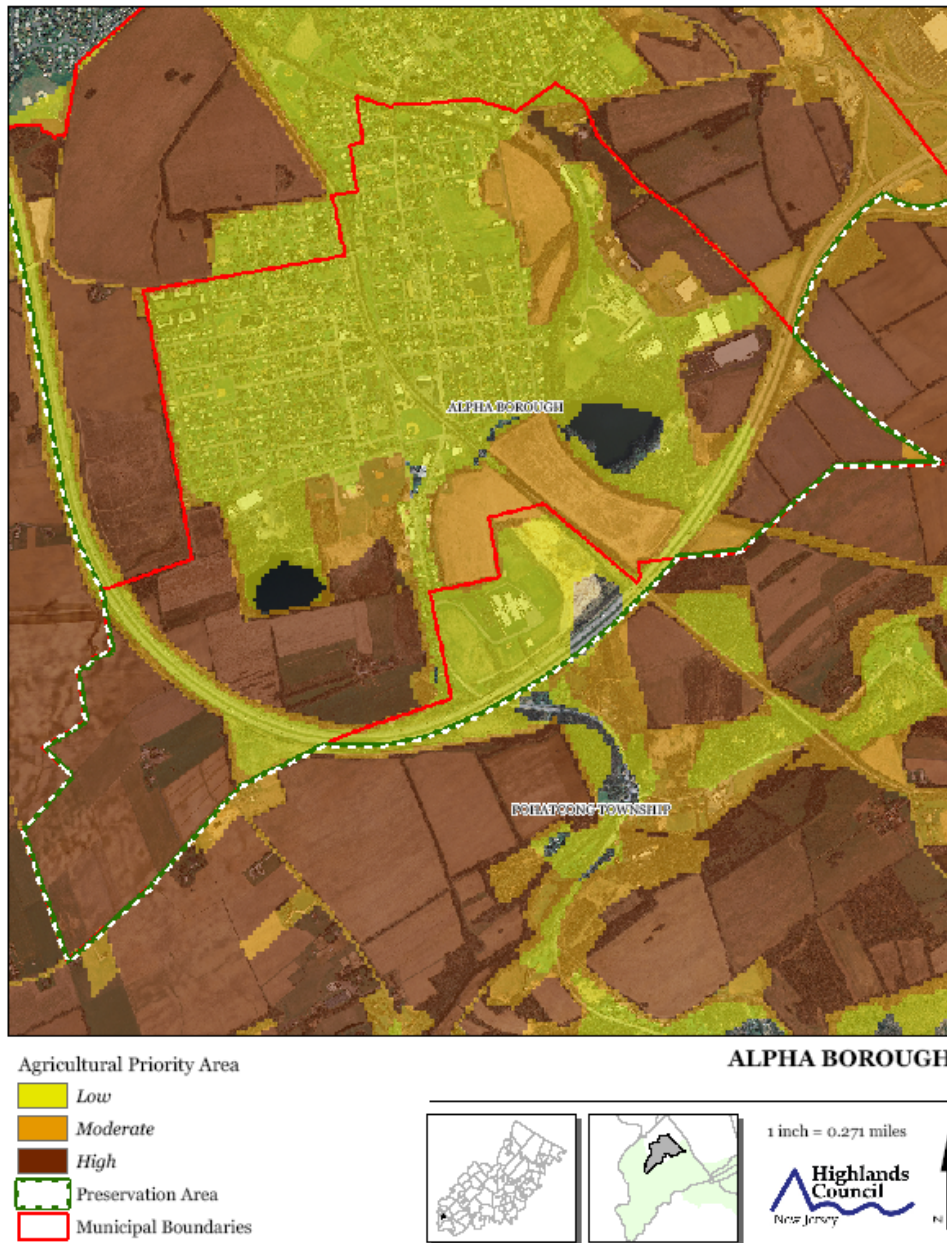 ALPHA BOROUGH
POHATCONG TOWNSHIP
Agricultural Priority Area
Low
Moderate
High
Preservation Area
Municipal Boundaries
ALPHA BOROUGH
1 inch = 0.271 miles
Highlands
Council
New Jersey
N